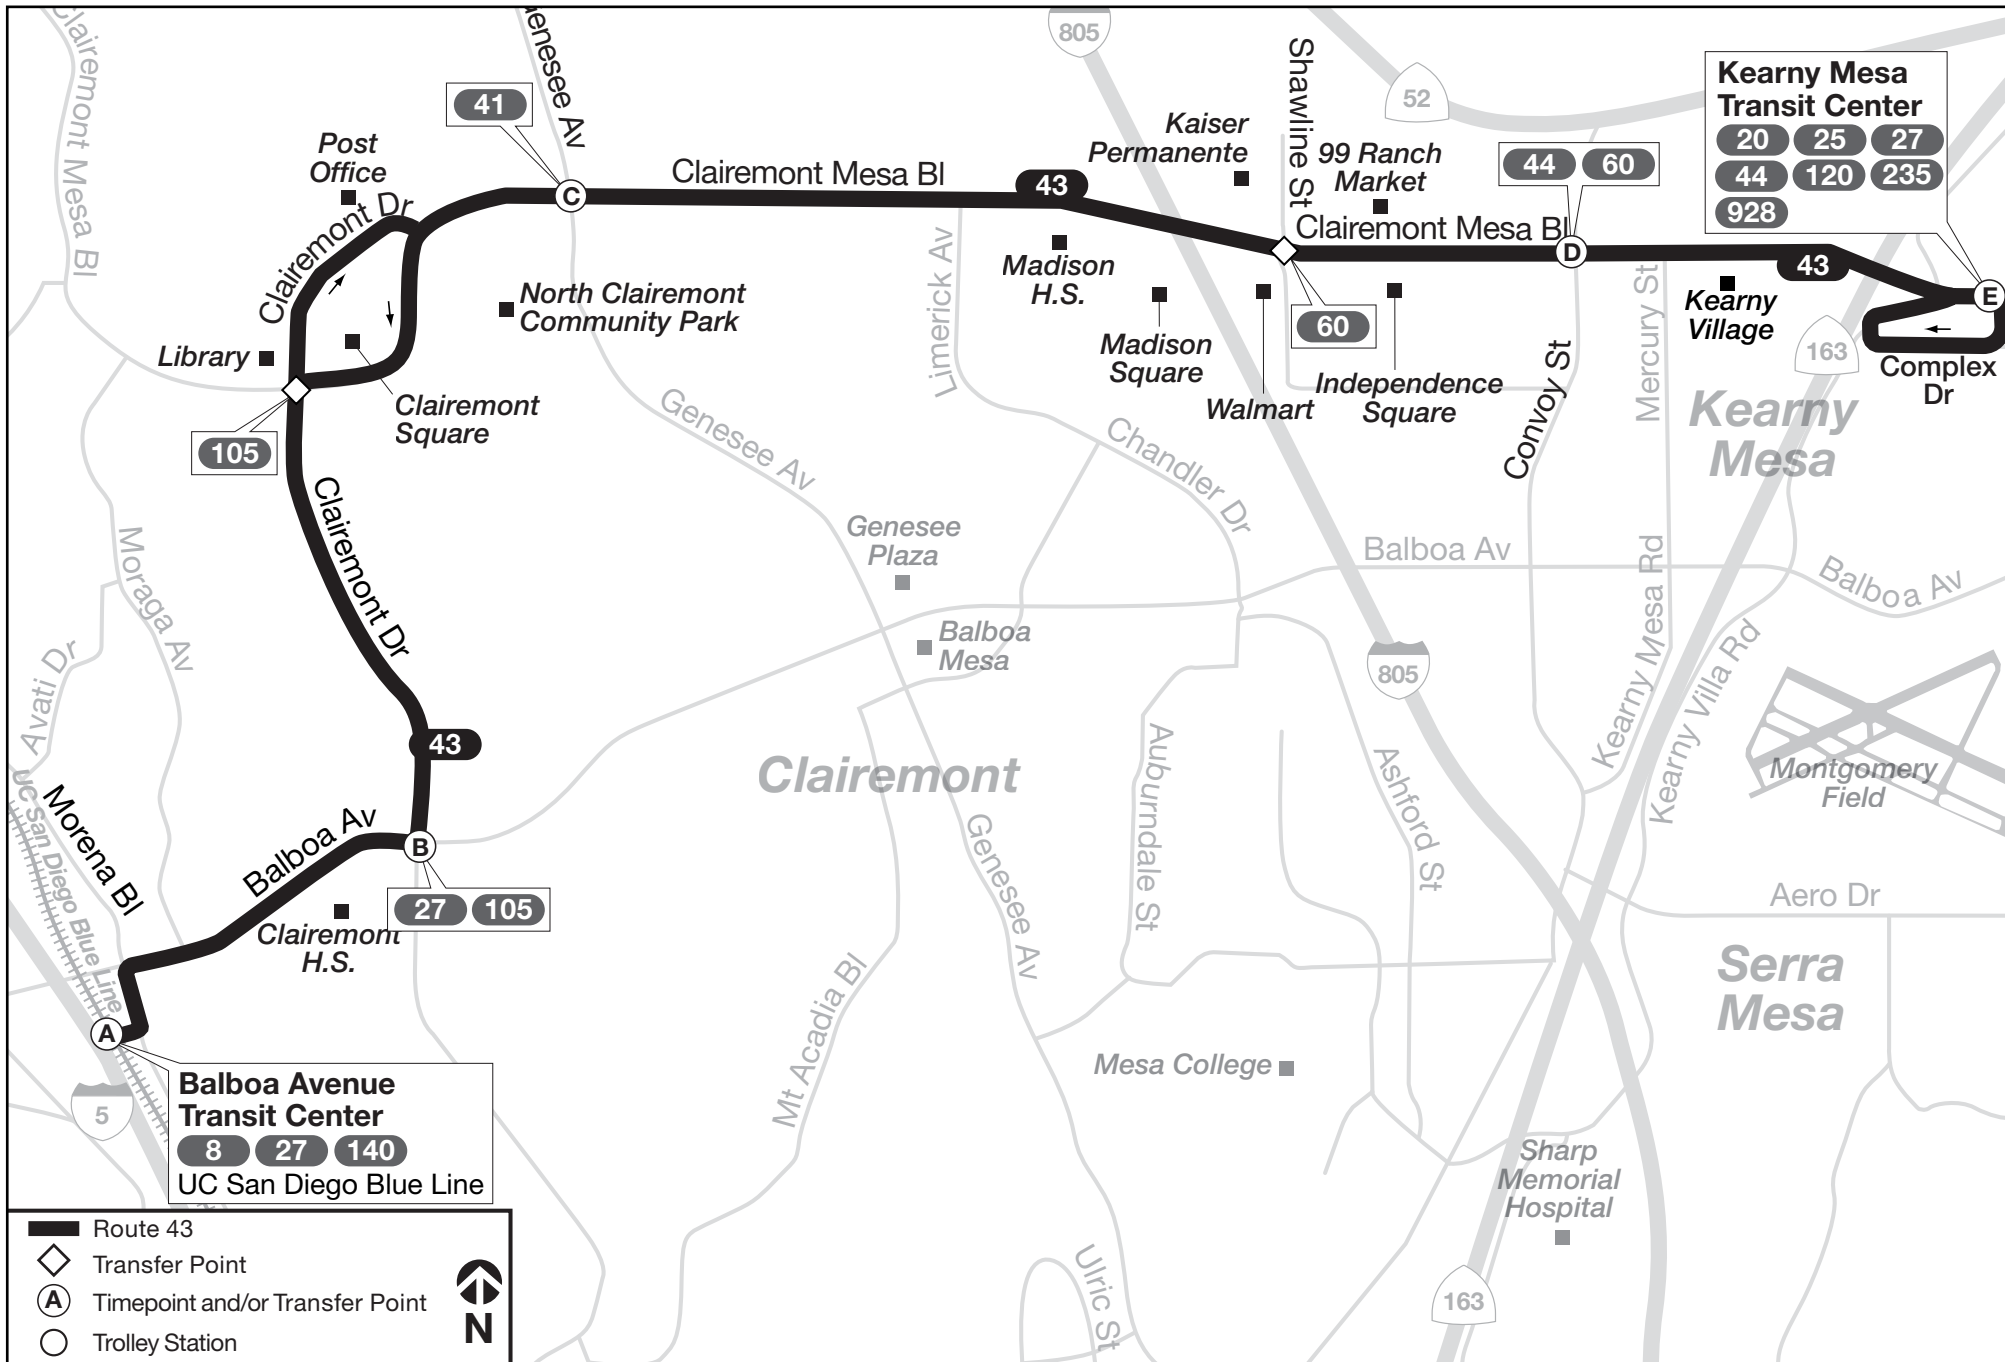 Clairemont Mesa Bl
Genesee Av
805
52
Shawline St
Kearny Mesa
Transit Center
20 25 27
44 120 235
928
41
Post
Office
Kaiser
Permanente
99 Ranch
Market
44 60
Clairemont Dr
C
Clairemont Mesa Bl
43
Clairemont Mesa Bl
D
43
E
Limerick Av
Madison
H.S.
Madison
Square
60
Walmart
Independence
Square
Mercury St
Kearny
Village
163
Complex
Dr
Library
North Clairemont
Community Park
Clairemont
Square
105
Genesee Av
Chandler Dr
Convoy St
Kearny
Mesa
Clairemont Dr
Moraga Av
Genesee
Plaza
Balboa Av
Kearny Mesa Rd
Balboa Av
Balboa
Mesa
805
Avati Dr
43
Clairemont
Auburndale St
Ashford St
Kearny Mesa Rd
Kearny Villa Rd
Montgomery
Field
UC San Diego Blue Line
Morena Bl
Balboa Av
B
27 105
Clairemont
H.S.
Genesee Av
Aero Dr
Serra
Mesa
A
Mt Acadia Bl
Mesa College
Balboa Avenue
Transit Center
8 27 140
UC San Diego Blue Line
5
Sharp
Memorial
Hospital
Ulric St
163
Route 43
Transfer Point
A Timepoint and/or Transfer Point
Trolley Station
N